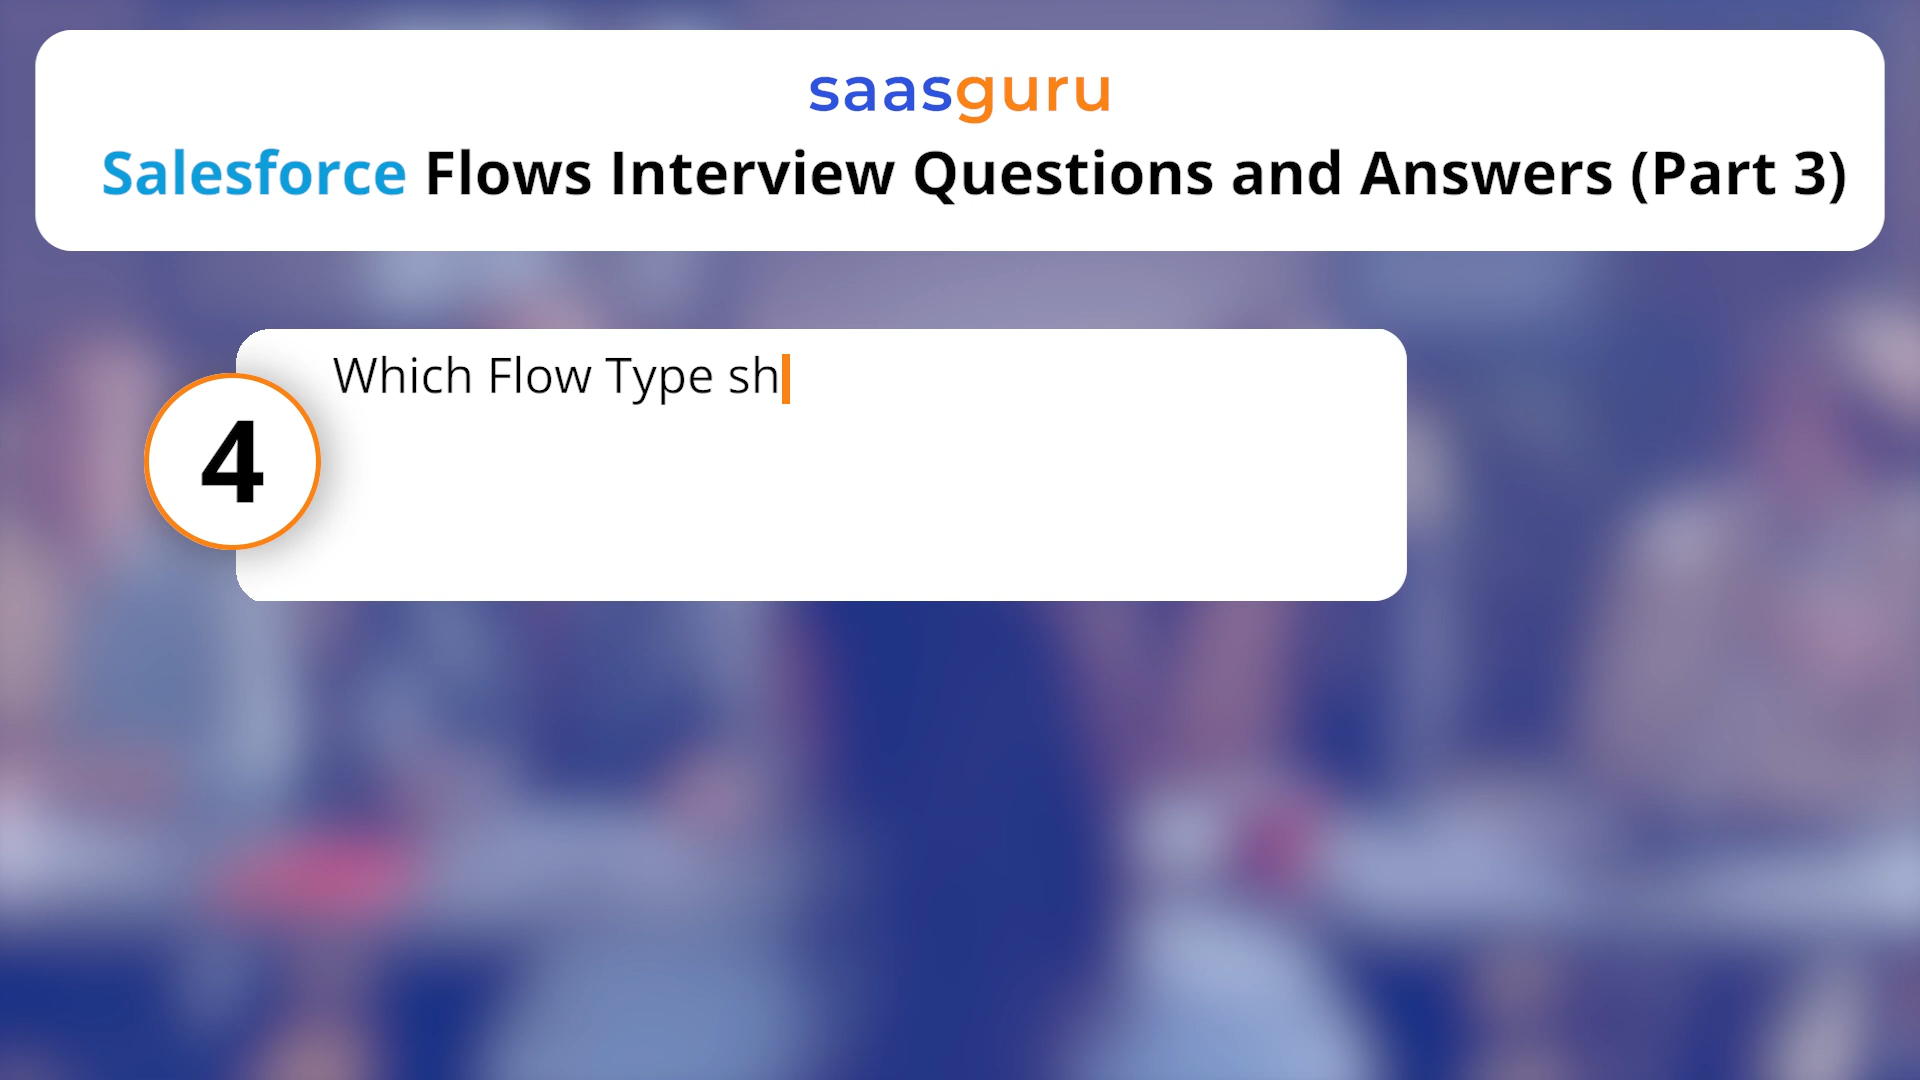 saasguru
Salesforce Flows Interview Questions and Answers (Part 3)
Which Flow Type sh
4